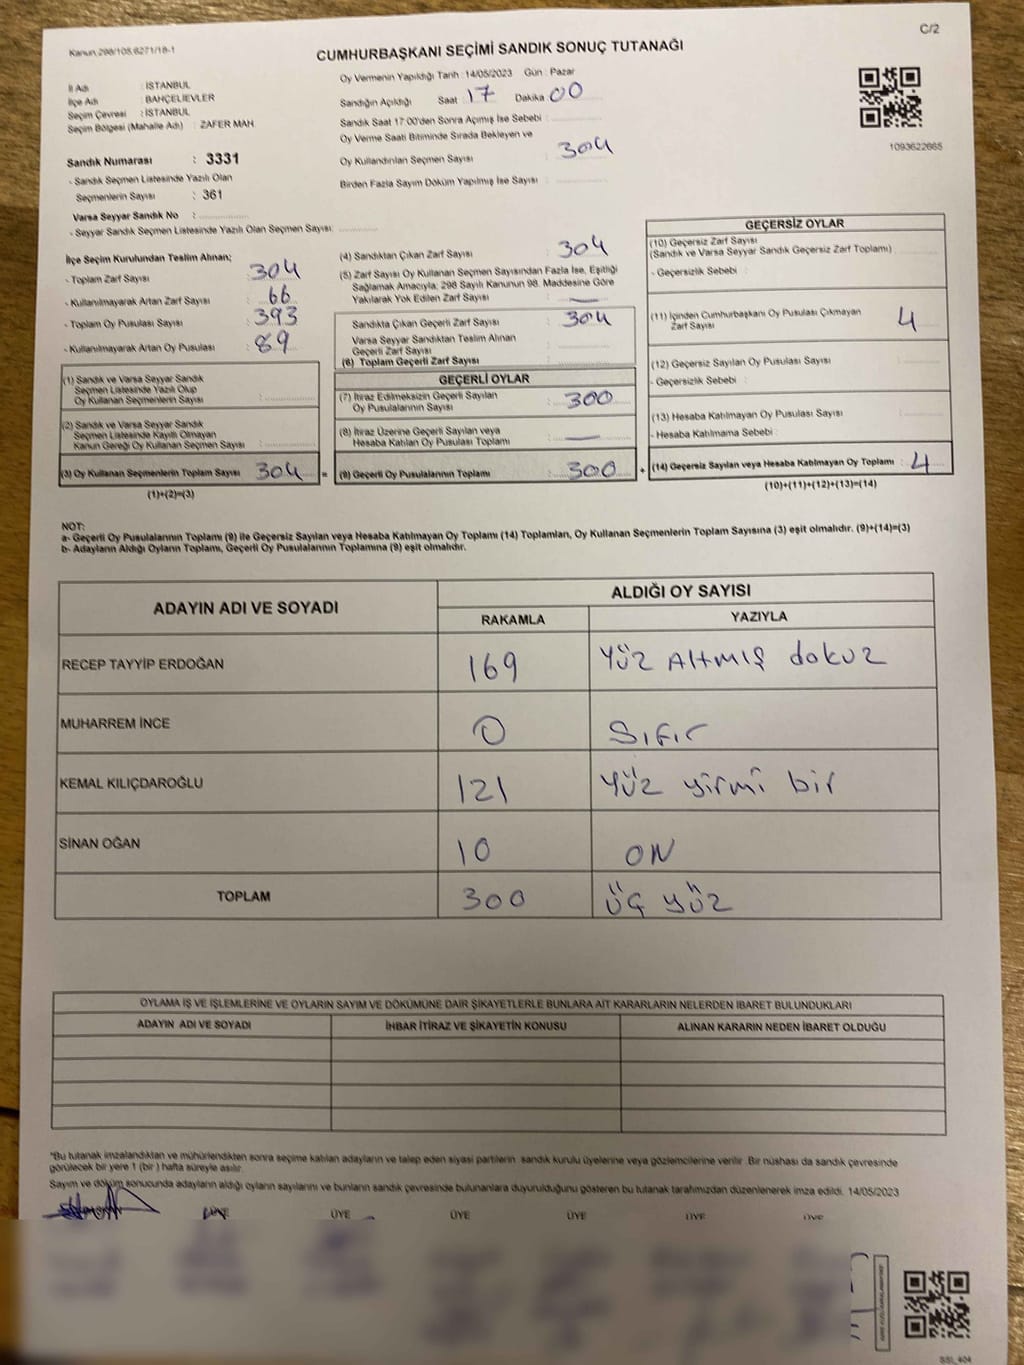 C/2
Kanun,298/105,6271/18-1
CUMHURBAŞKANI SEÇİMİ SANDIK SONUÇ TUTANAĞI
İl Adı : İSTANBUL
İlçe Adı : BAHÇELİEVLER
Seçim Çevresi : İSTANBUL
Seçim Bölgesi (Mahalle Adı) : ZAFER MAH.
Oy Vermenin Yapıldığı Tarih :14/05/2023 Gün : Pazar
Sandığın Açıldığı Saat : 17 Dakika : 00
Sandık Saat 17:00'den Sonra Açımış İse Sebebi :
Oy Verme Saati Bitiminde Sırada Bekleyen ve
Oy Kullandırılan Seçmen Sayısı : 304
Birden Fazla Sayım Döküm Yapılmış İse Sayısı :
1093622665
Sandık Numarası : 3331
- Sandık Seçmen Listesinde Yazılı Olan
Seçmenlerin Sayısı : 361
Varsa Seyyar Sandık No :
- Seyyar Sandık Seçmen Listesinde Yazılı Olan Seçmen Sayısı:
İlçe Seçim Kurulundan Teslim Alınan;
- Toplam Zarf Sayısı : 304
- Kullanılmayarak Artan Zarf Sayısı : 66
- Toplam Oy Pusulası Sayısı : 393
- Kullanılmayarak Artan Oy Pusulası : 89
(1) Sandık ve Varsa Seyyar Sandık
Seçmen Listesinde Yazılı Olup
Oy Kullanan Seçmenlerin Sayısı :
(2) Sandık ve Varsa Seyyar Sandık
Seçmen Listesinde Kayıtlı Olmayan
Kanun Gereği Oy Kullanan Seçmen Sayısı :
(3) Oy Kullanan Seçmenlerin Toplam Sayısı : 304 =
(1)+(2)=(3)
(4) Sandıktan Çıkan Zarf Sayısı : 304
(5) Zarf Sayısı Oy Kullanan Seçmen Sayısından Fazla İse, Eşitliği
Sağlamak Amacıyla; 298 Sayılı Kanunun 98. Maddesine Göre
Yakılarak Yok Edilen Zarf Sayısı : —
Sandıkta Çıkan Geçerli Zarf Sayısı : 304
Varsa Seyyar Sandıktan Teslim Alınan
Geçerli Zarf Sayısı :
(6) Toplam Geçerli Zarf Sayısı :
GEÇERLİ OYLAR
(7) İtiraz Edilmeksizin Geçerli Sayılan
Oy Pusulalarının Sayısı : 300
(8) İtiraz Üzerine Geçerli Sayılan veya
Hesaba Katılan Oy Pusulası Toplamı : —
(9) Geçerli Oy Pusulalarının Toplamı : 300 +
GEÇERSİZ OYLAR
(10) Geçersiz Zarf Sayısı
(Sandık ve Varsa Seyyar Sandık Geçersiz Zarf Toplamı)
- Geçersizlik Sebebi :
(11) İçinden Cumhurbaşkanı Oy Pusulası Çıkmayan
Zarf Sayısı 4
(12) Geçersiz Sayılan Oy Pusulası Sayısı :
- Geçersizlik Sebebi :
(13) Hesaba Katılmayan Oy Pusulası Sayısı :
- Hesaba Katılmama Sebebi :
(14) Geçersiz Sayılan veya Hesaba Katılmayan Oy Toplamı : 4
(10)+(11)+(12)+(13)=(14)
NOT:
a- Geçerli Oy Pusulalarının Toplamı (9) ile Geçersiz Sayılan veya Hesaba Katılmayan Oy Toplamı (14) Toplamları, Oy Kullanan Seçmenlerin Toplam Sayısına (3) eşit olmalıdır. (9)+(14)=(3)
b- Adayların Aldığı Oyların Toplamı, Geçerli Oy Pusulalarının Toplamına (9) eşit olmalıdır.
ADAYIN ADI VE SOYADI
ALDIĞI OY SAYISI
RAKAMLA YAZIYLA
RECEP TAYYİP ERDOĞAN 169 Yüz Altmış dokuz
MUHARREM İNCE 0 Sıfır
KEMAL KILIÇDAROĞLU 121 Yüz yirmi bir
SİNAN OĞAN 10 ON
TOPLAM 300 üç yüz
OYLAMA İŞ VE İŞLEMLERİNE VE OYLARIN SAYIM VE DÖKÜMÜNE DAİR ŞİKAYETLERLE BUNLARA AİT KARARLARIN NELERDEN İBARET BULUNDUKLARI
ADAYIN ADI VE SOYADI İHBAR İTİRAZ VE ŞİKAYETİN KONUSU ALINAN KARARIN NEDEN İBARET OLDUĞU
*Bu tutanak imzalandıktan ve mühürlendikten sonra seçime katılan adayların ve talep eden siyasi partilerin sandık kurulu üyelerine veya gözlemcilerine verilir. Bir nüshası da sandık çevresinde
görülecek bir yere 1 (bir) hafta süreyle asılır.
Sayım ve döküm sonucunda adayların aldığı oyların sayılarını ve bunların sandık çevresinde bulunanlara duyurulduğunu gösteren bu tutanak tarafımızdan düzenlenerek imza edildi. 14/05/2023
ÜYE ÜYE ÜYE ÜYE ÜYE ÜYE
SSL 404